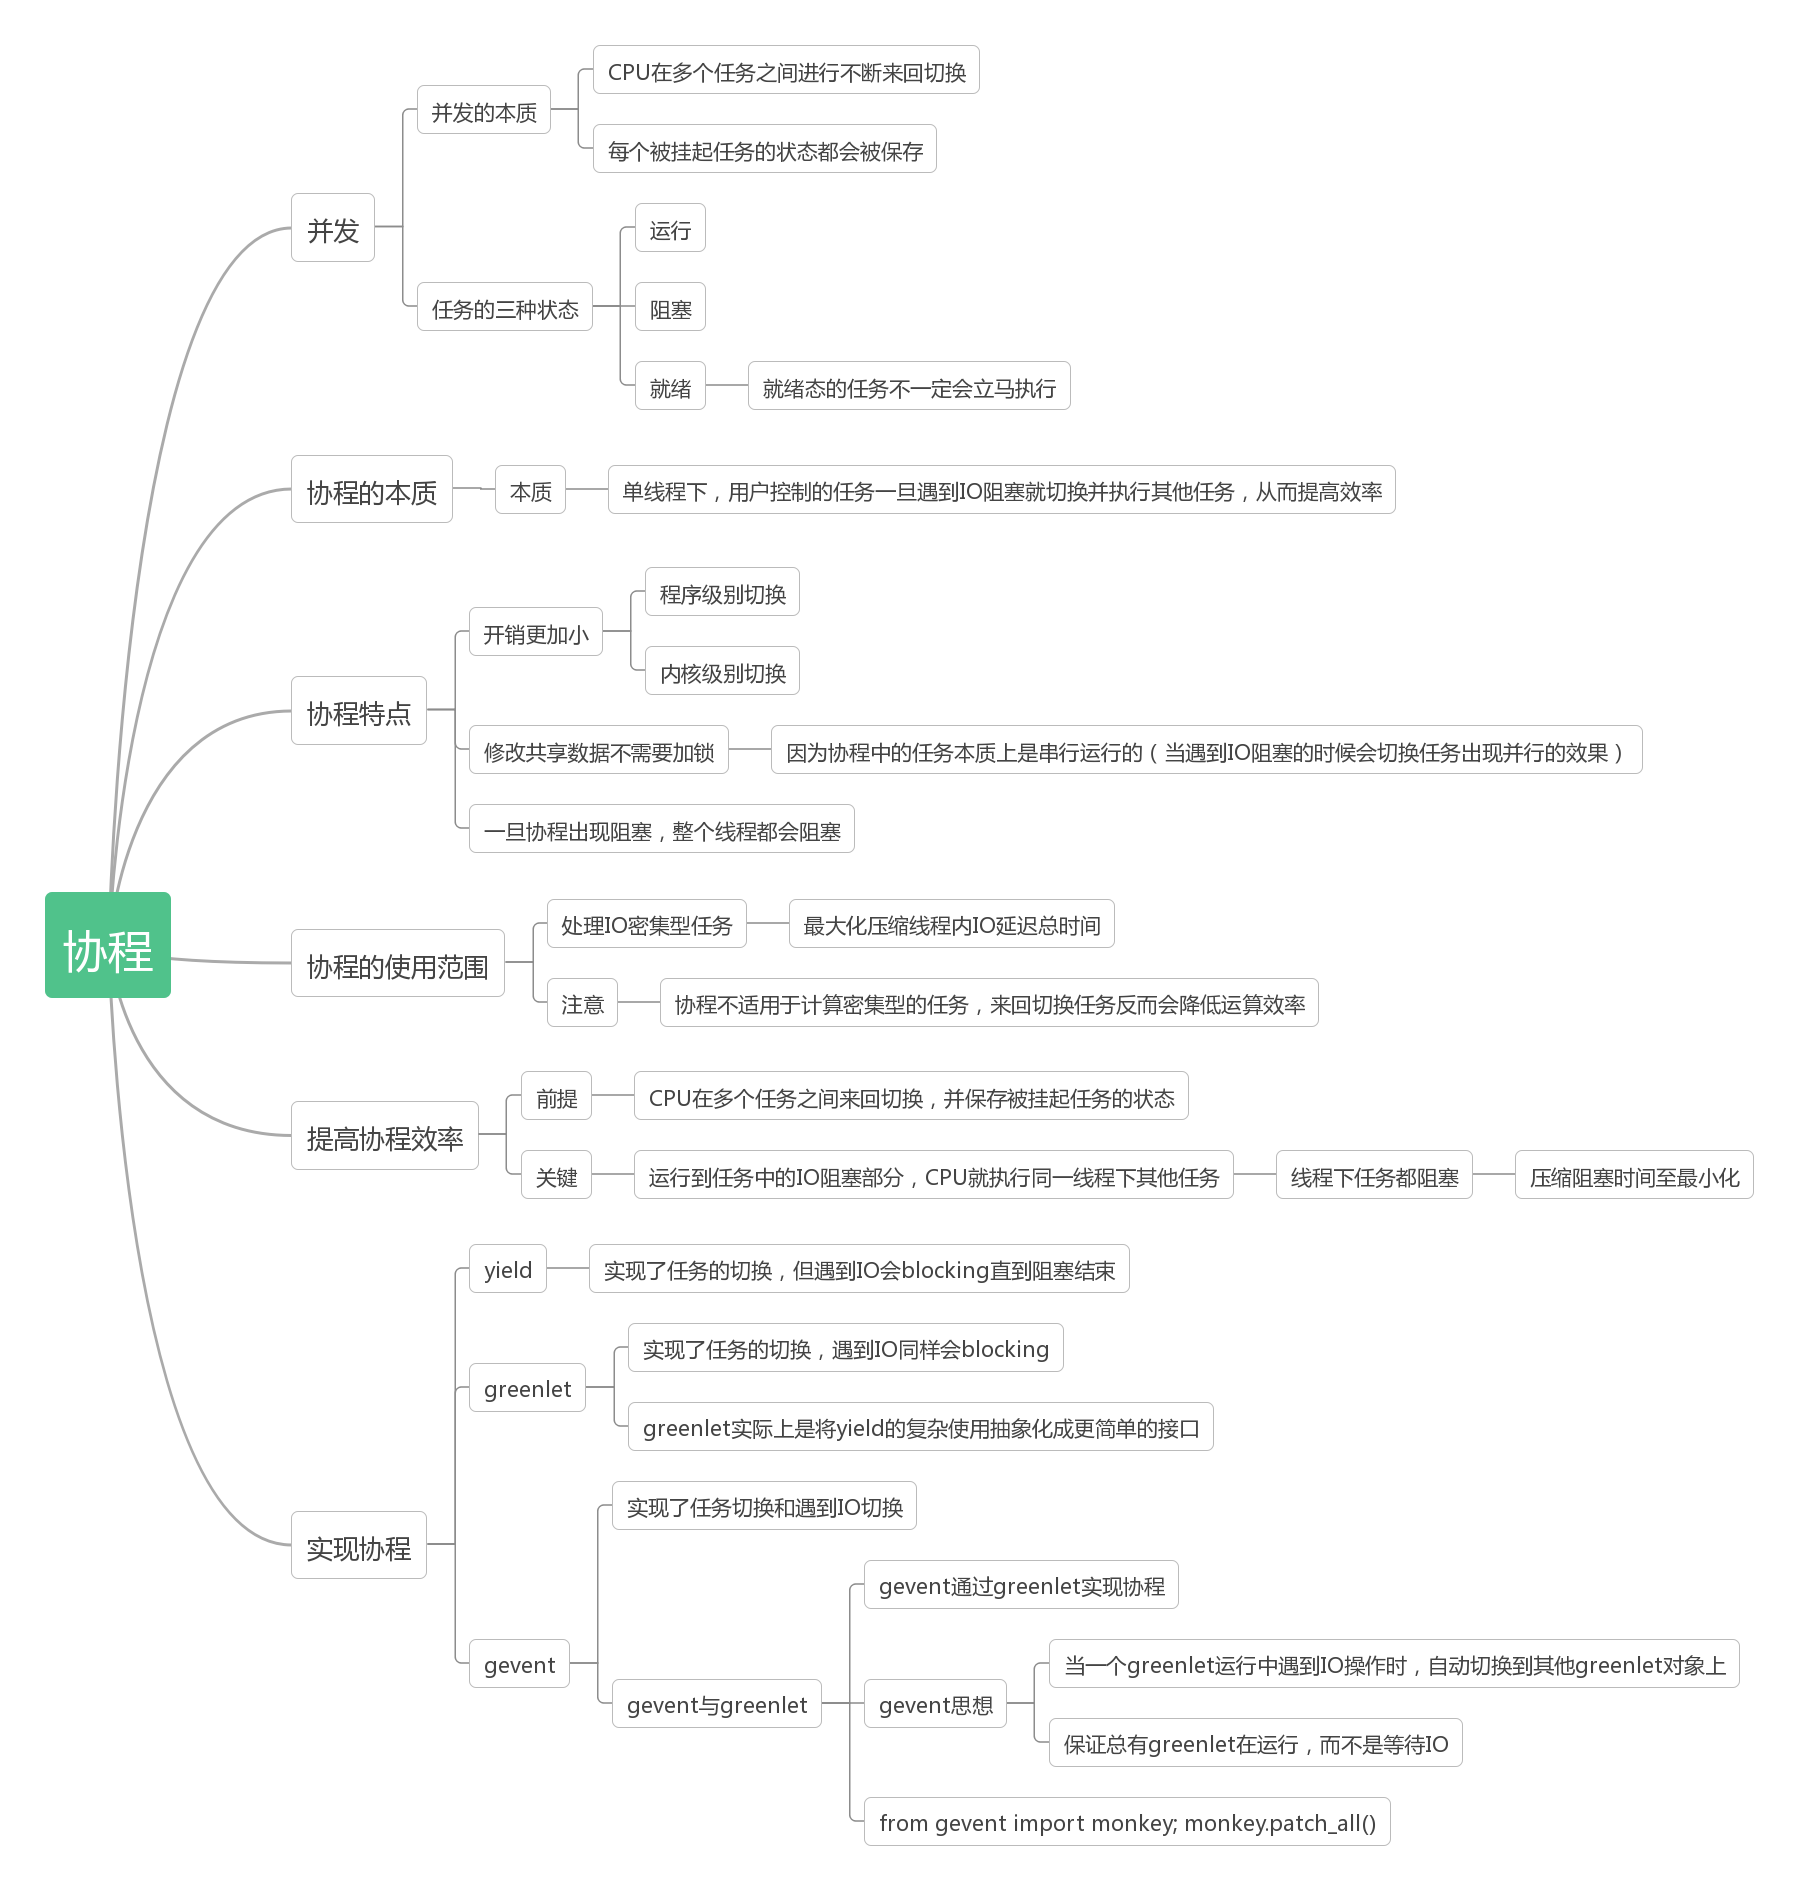 协程
并发
并发的本质
CPU在多个任务之间进行不断来回切换
每个被挂起任务的状态都会被保存
任务的三种状态
运行
阻塞
就绪
就绪态的任务不一定会立马执行
协程的本质
本质
单线程下，用户控制的任务一旦遇到IO阻塞就切换并执行其他任务，从而提高效率
协程特点
开销更加小
程序级别切换
内核级别切换
修改共享数据不需要加锁
因为协程中的任务本质上是串行运行的（当遇到IO阻塞的时候会切换任务出现并行的效果）
一旦协程出现阻塞，整个线程都会阻塞
协程的使用范围
处理IO密集型任务
最大化压缩线程内IO延迟总时间
注意
协程不适用于计算密集型的任务，来回切换任务反而会降低运算效率
提高协程效率
前提
CPU在多个任务之间来回切换，并保存被挂起任务的状态
关键
运行到任务中的IO阻塞部分，CPU就执行同一线程下其他任务
线程下任务都阻塞
压缩阻塞时间至最小化
实现协程
yield
实现了任务的切换，但遇到IO会blocking直到阻塞结束
greenlet
实现了任务的切换，遇到IO同样会blocking
greenlet实际上是将yield的复杂使用抽象化成更简单的接口
gevent
实现了任务切换和遇到IO切换
gevent与greenlet
gevent通过greenlet实现协程
gevent思想
当一个greenlet运行中遇到IO操作时，自动切换到其他greenlet对象上
保证总有greenlet在运行，而不是等待IO
from gevent import monkey; monkey.patch_all()